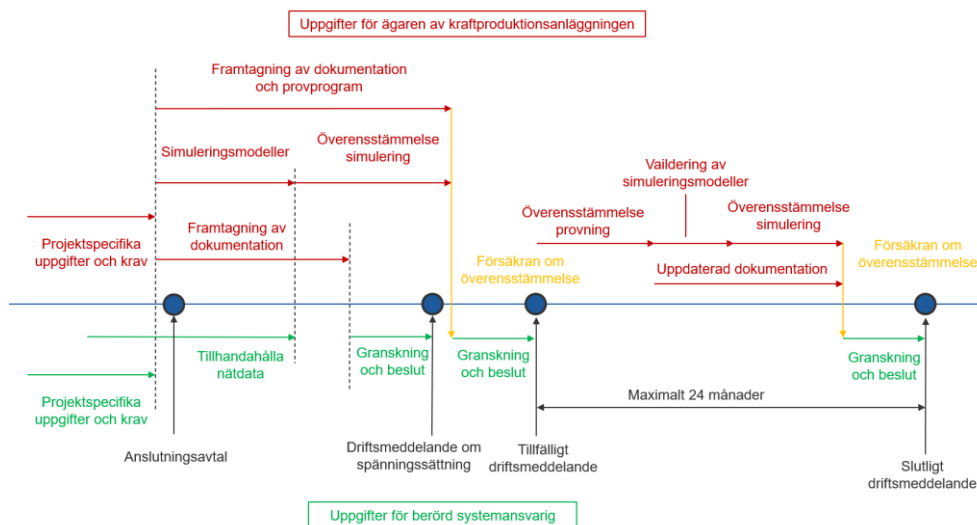 Uppgifter för ägaren av kraftproduktionsanläggningen
Framtagning av dokumentation
och provprogram
Simuleringsmodeller
Överensstämmelse
simulering
Projektspecifika
uppgifter och krav
Framtagning av
dokumentation
Vaildering av
simuleringsmodeller
Överensstämmelse
provning
Överensstämmelse
simulering
Uppdaterad dokumentation
Försäkran om
överensstämmelse
Försäkran om
överensstämmelse
Tillhandahålla
nätdata
Granskning
och beslut
Granskning
och beslut
Granskning
och beslut
Projektspecifika
uppgifter och krav
Maximalt 24 månader
Anslutningsavtal
Driftsmeddelande om
spänningssättning
Tillfälligt
driftsmeddelande
Slutligt
driftsmeddelande
Uppgifter för berörd systemansvarig